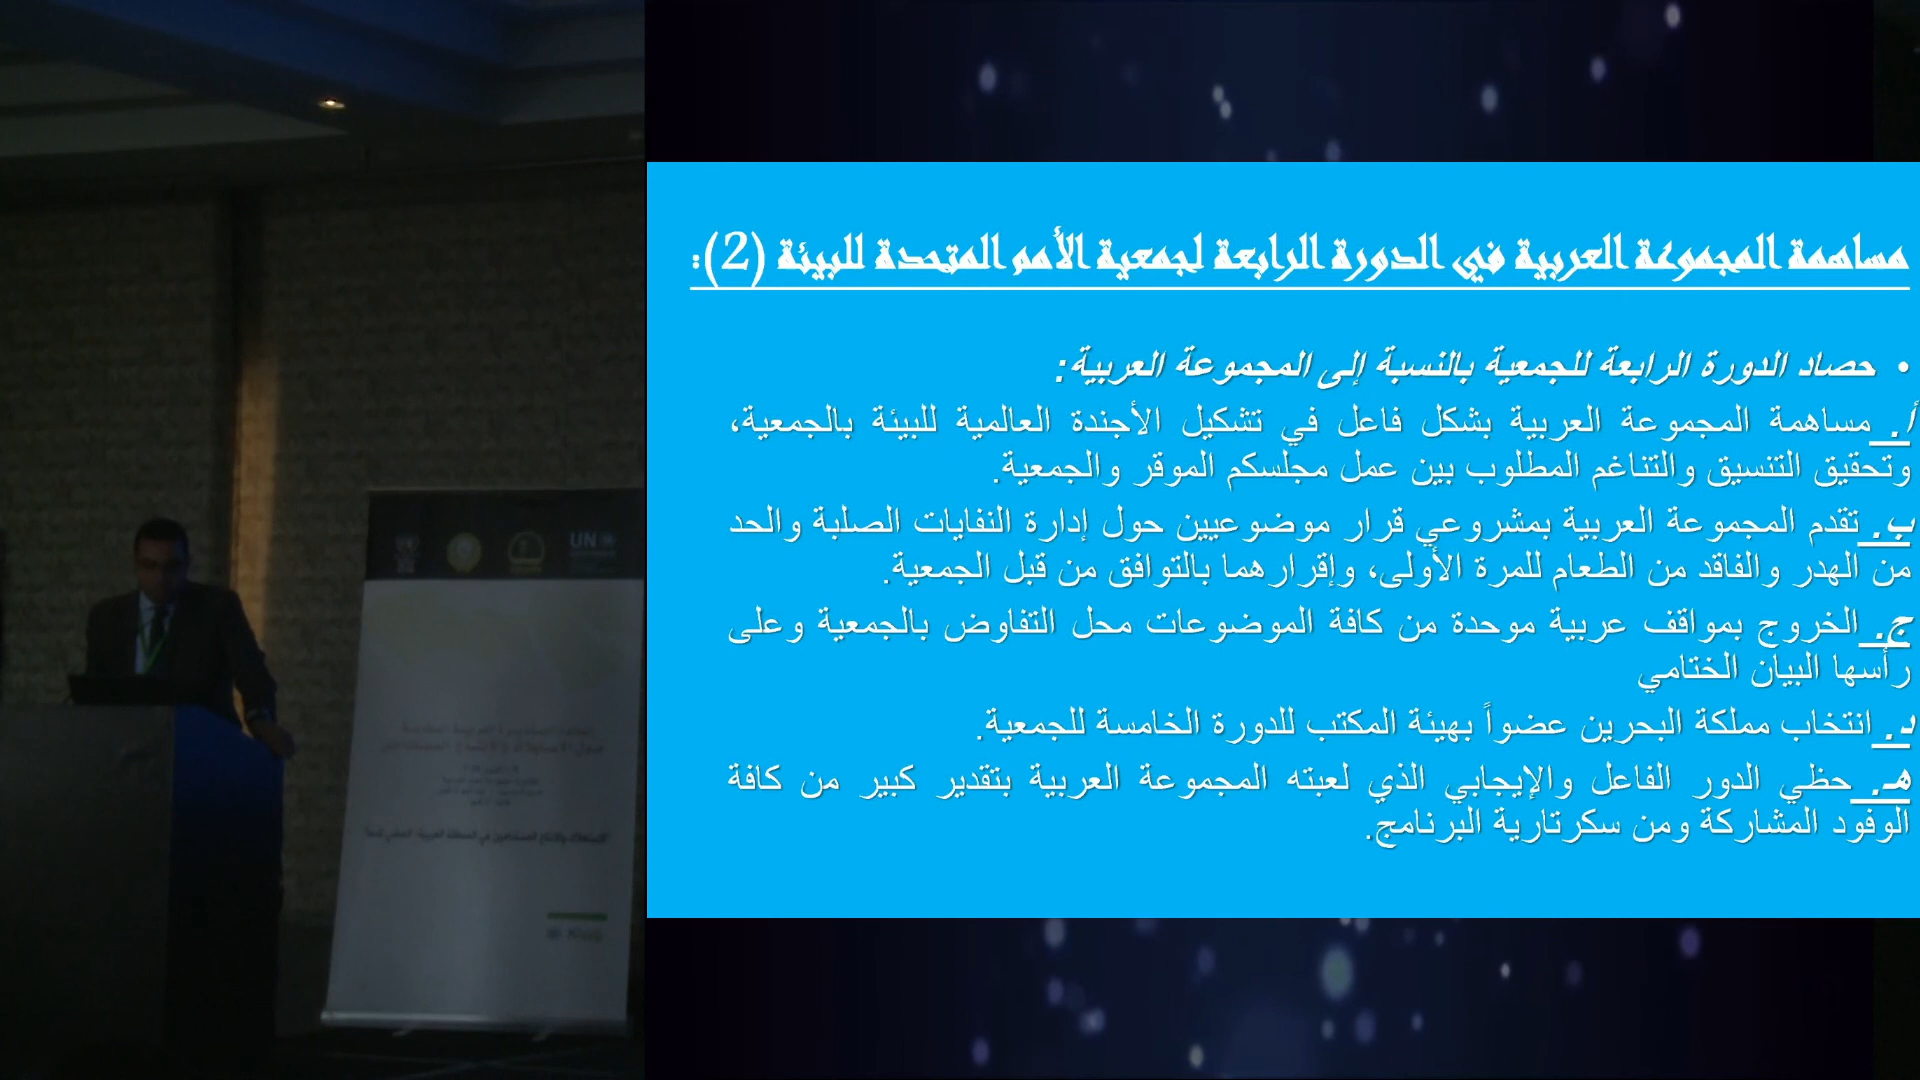 مساهمة المجموعة العربية في الدورة الرابعة لجمعية الأمم المتحدة للبيئة (2):
• حصاد الدورة الرابعة للجمعية بالنسبة إلى المجموعة العربية:
أ. مساهمة المجموعة العربية بشكل فاعل في تشكيل الأجندة العالمية للبيئة بالجمعية،
وتحقيق التنسيق والتناغم المطلوب بين عمل مجلسكم الموقر والجمعية.
ب. تقدم المجموعة العربية بمشروعي قرار موضوعيين حول إدارة النفايات الصلبة والحد
من الهدر والفاقد من الطعام للمرة الأولى، وإقرارهما بالتوافق من قبل الجمعية.
ج. الخروج بمواقف عربية موحدة من كافة الموضوعات محل التفاوض بالجمعية وعلى
رأسها البيان الختامي
د. انتخاب مملكة البحرين عضواً بهيئة المكتب للدورة الخامسة للجمعية.
هـ. حظي الدور الفاعل والإيجابي الذي لعبته المجموعة العربية بتقدير كبير من كافة
الوفود المشاركة ومن سكرتارية البرنامج.
UN